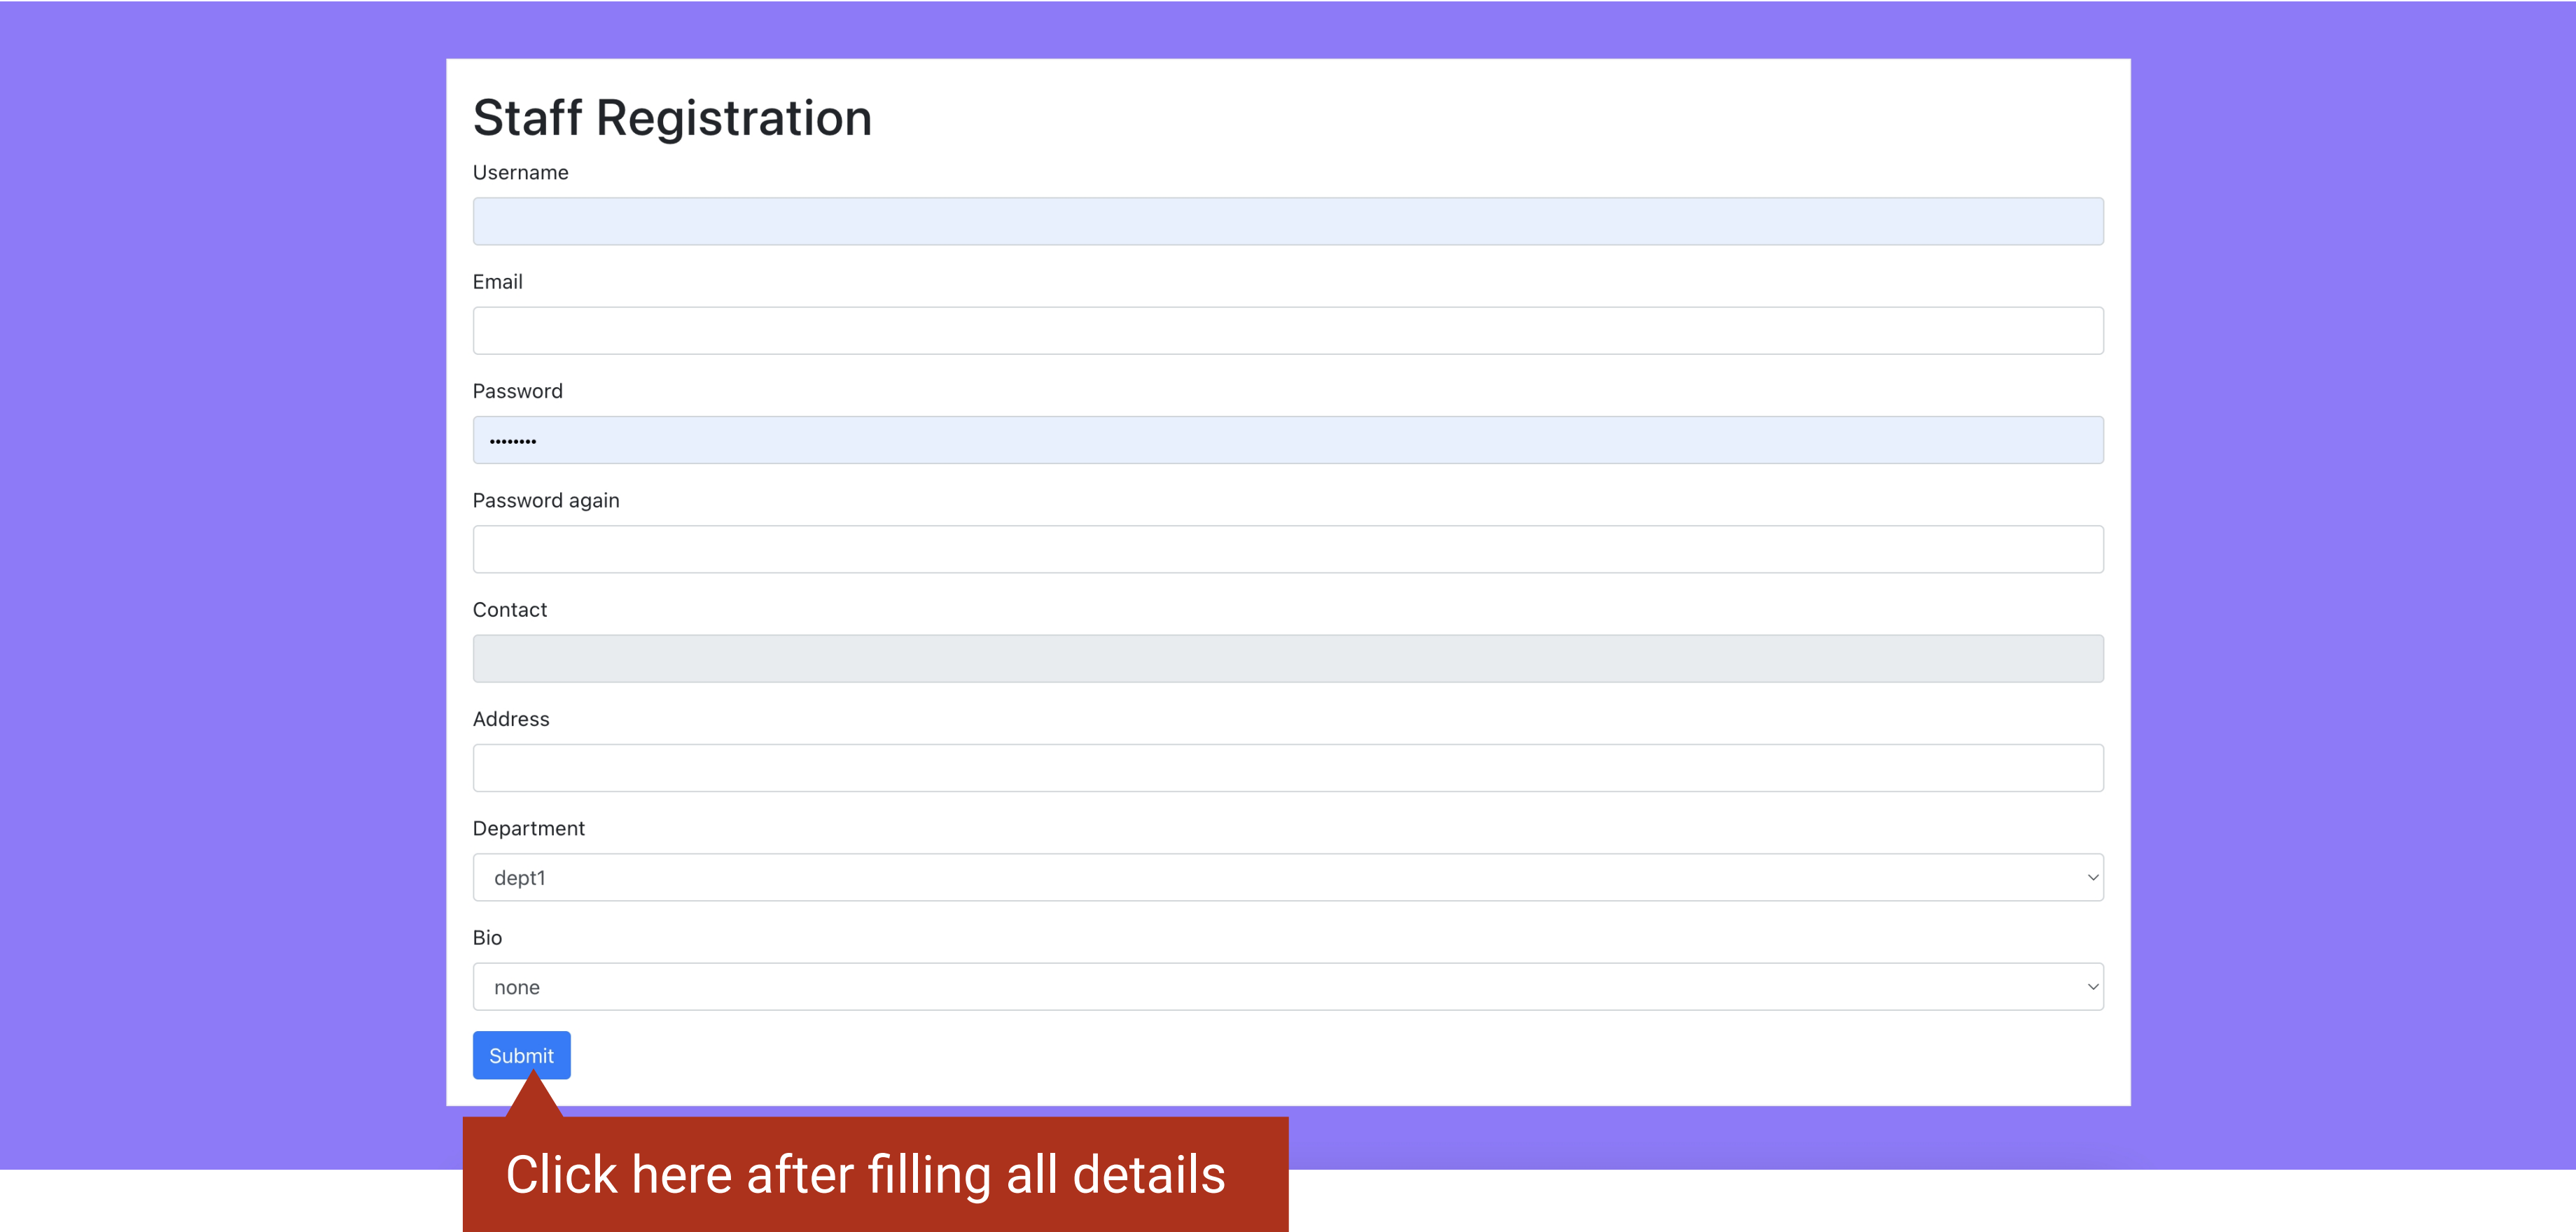 Staff Registration
Username
Email
Password
••••••••
Password again
Contact
Address
Department
dept1
Bio
none
Submit
Click here after filling all details